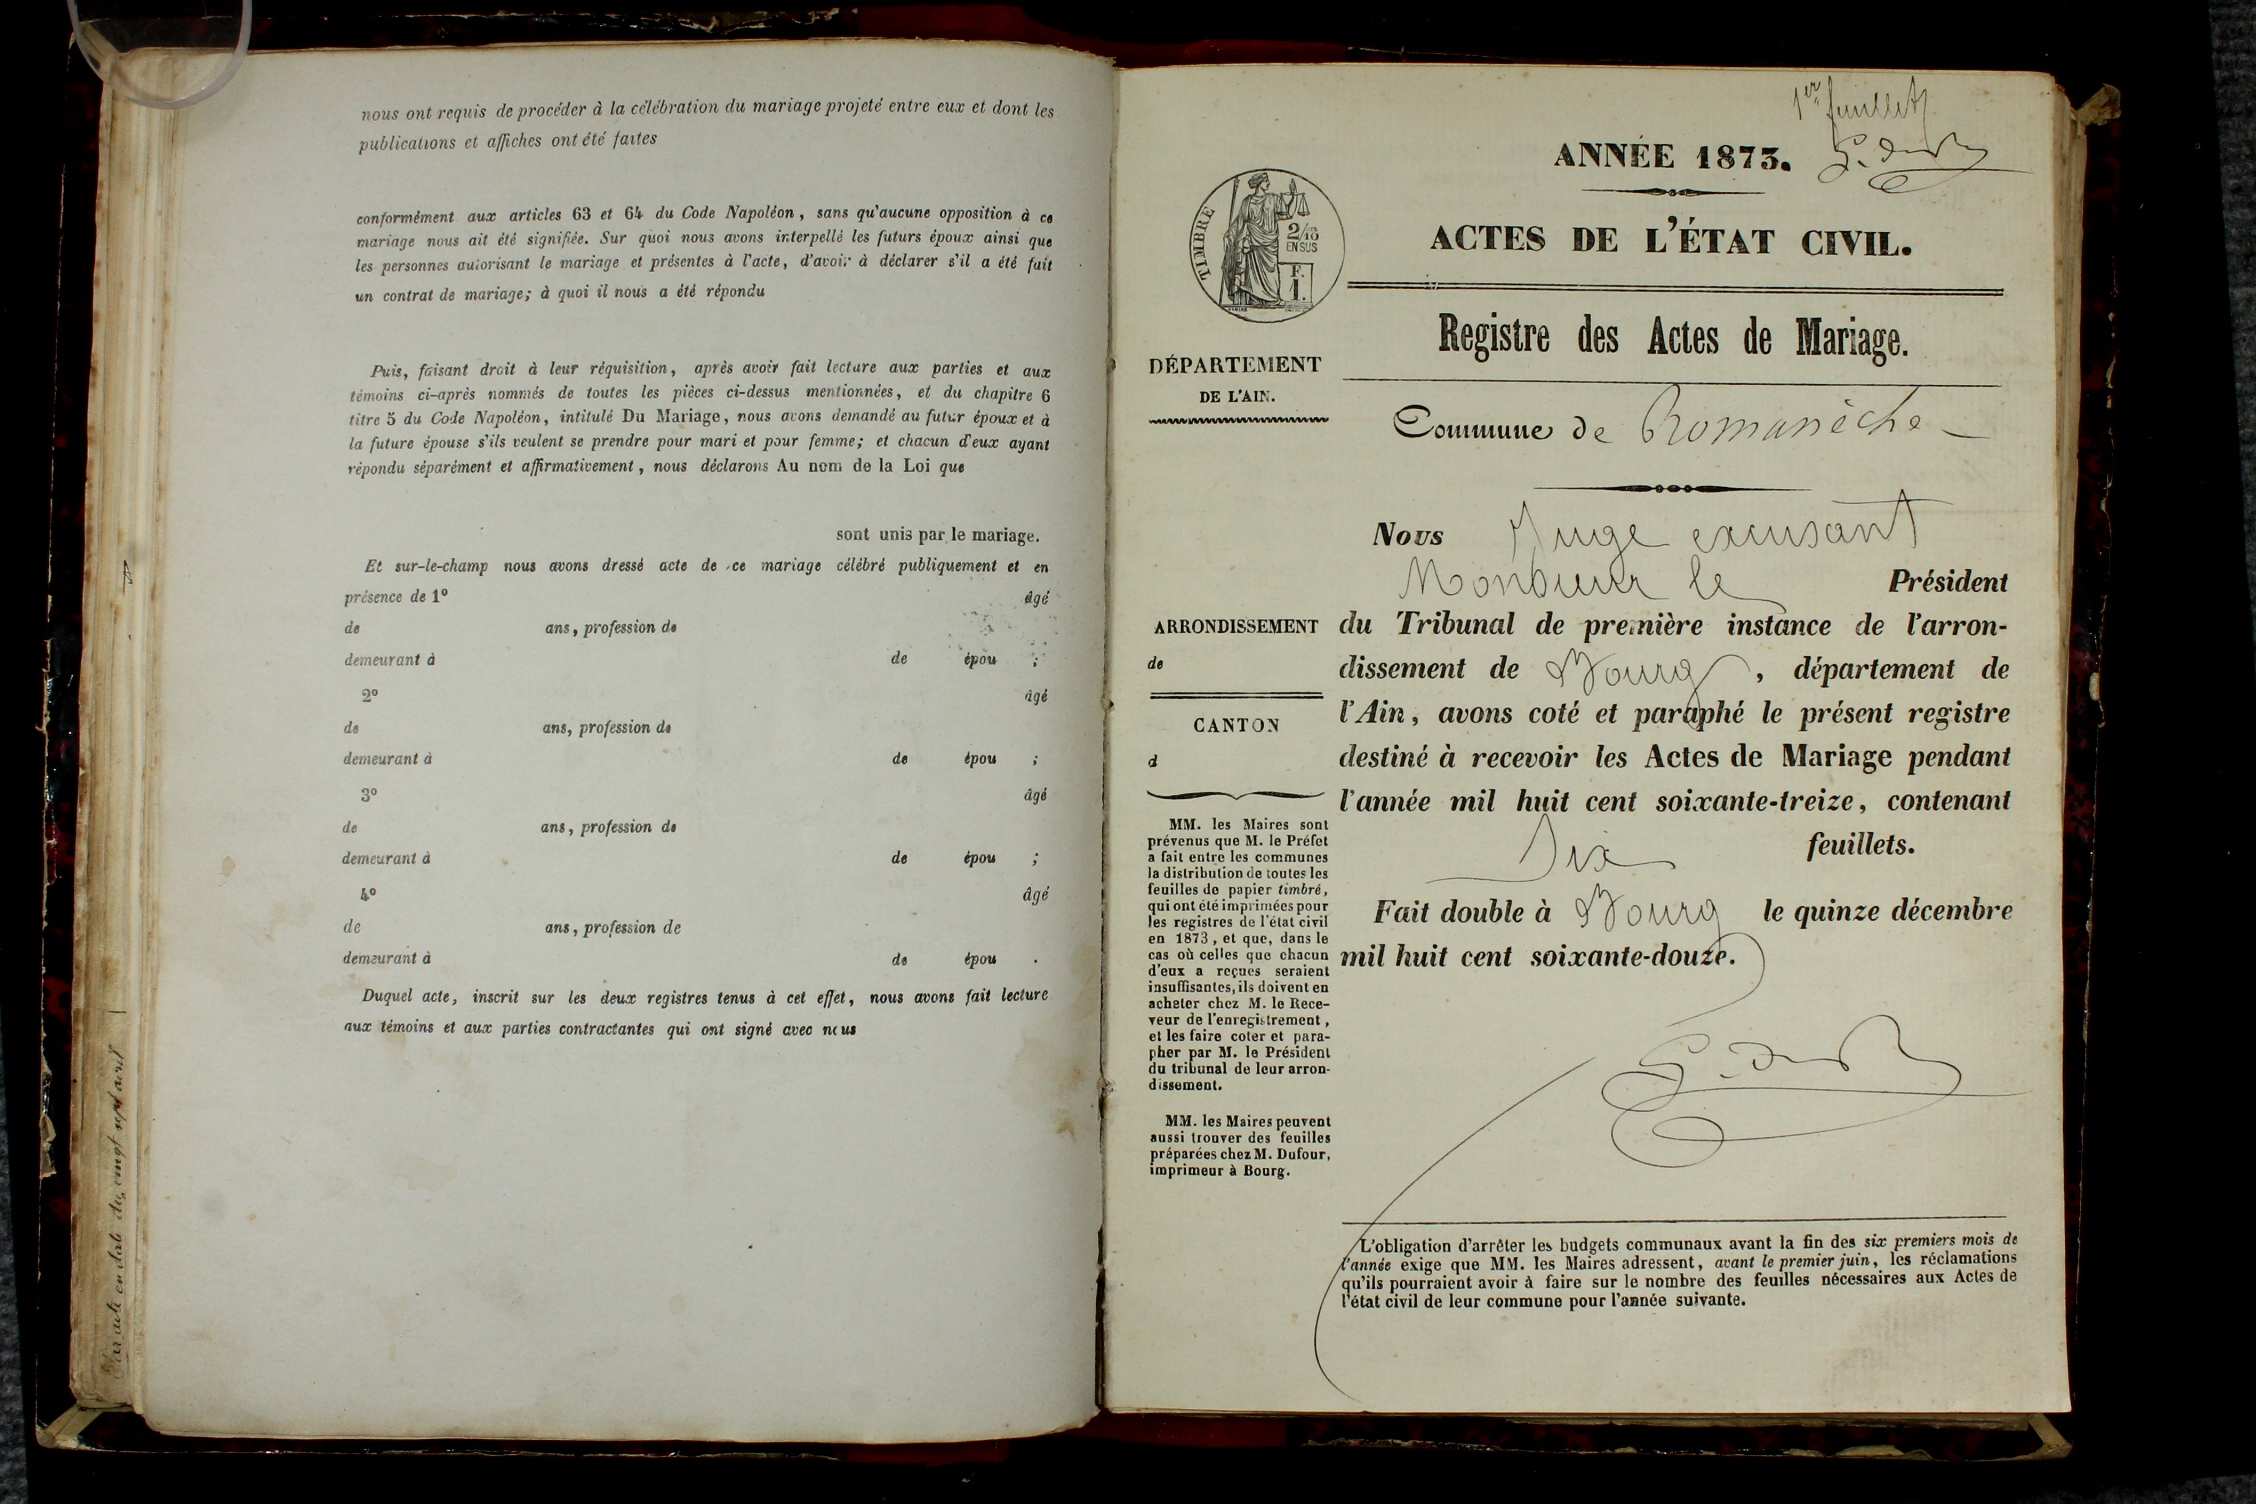 nous ont requis de procéder à la célébration du mariage projeté entre eux et dont les
publications et affiches ont été faites
conformément aux articles 63 et 64 du Code Napoléon, sans qu'aucune opposition à ce
mariage nous ait été signifiée. Sur quoi nous avons interpellé les futurs époux ainsi que
les personnes autorisant le mariage et présentes à l'acte, d'avoir à déclarer s'il a été fait
un contrat de mariage; à quoi il nous a été répondu
Puis, faisant droit à leur réquisition, après avoir fait lecture aux parties et aux
témoins ci-après nommés de toutes les pièces ci-dessus mentionnées, et du chapitre 6
titre 5 du Code Napoléon, intitulé Du Mariage, nous avons demandé au futur époux et à
la future épouse s'ils veulent se prendre pour mari et pour femme; et chacun d'eux ayant
répondu séparément et affirmativement, nous déclarons Au nom de la Loi que
sont unis par le mariage.
Et sur-le-champ nous avons dressé acte de ce mariage célébré publiquement et en
présence de 1º âgé
de ans, profession de
demeurant à de épou ;
2º âgé
de ans, profession de
demeurant à de épou ;
3º âgé
de ans, profession de
demeurant à de épou ;
4º âgé
de ans, profession de
demeurant à de épou .
Duquel acte, inscrit sur les deux registres tenus à cet effet, nous avons fait lecture
aux témoins et aux parties contractantes qui ont signé avec nous
1er feuillet
ANNÉE 1873.
ACTES DE L'ÉTAT CIVIL.
TIMBRE
2/10
EN SUS
F.
1.
Registre des Actes de Mariage.
DÉPARTEMENT
DE L'AIN.
Commune de Romanèche
Nous Juge excusant
Monsieur le Président
du Tribunal de première instance de l'arron-
dissement de Bourg, département de
l'Ain, avons coté et paraphé le présent registre
destiné à recevoir les Actes de Mariage pendant
l'année mil huit cent soixante-treize, contenant
Six feuillets.
Fait double à Bourg le quinze décembre
mil huit cent soixante-douze.
ARRONDISSEMENT
de
CANTON
d
MM. les Maires sont
prévenus que M. le Préfet
a fait entre les communes
la distribution de toutes les
feuilles de papier timbré,
qui ont été imprimées pour
les registres de l'état civil
en 1873, et que, dans le
cas où celles que chacun
d'eux a reçues seraient
insuffisantes, ils doivent en
acheter chez M. le Rece-
veur de l'enregistrement,
et les faire coter et para-
pher par M. le Président
du tribunal de leur arron-
dissement.
MM. les Maires peuvent
aussi trouver des feuilles
préparées chez M. Dufour,
imprimeur à Bourg.
L'obligation d'arrêter les budgets communaux avant la fin des six premiers mois de
l'année exige que MM. les Maires adressent, avant le premier juin, les réclamations
qu'ils pourraient avoir à faire sur le nombre des feuilles nécessaires aux Actes de
l'état civil de leur commune pour l'année suivante.